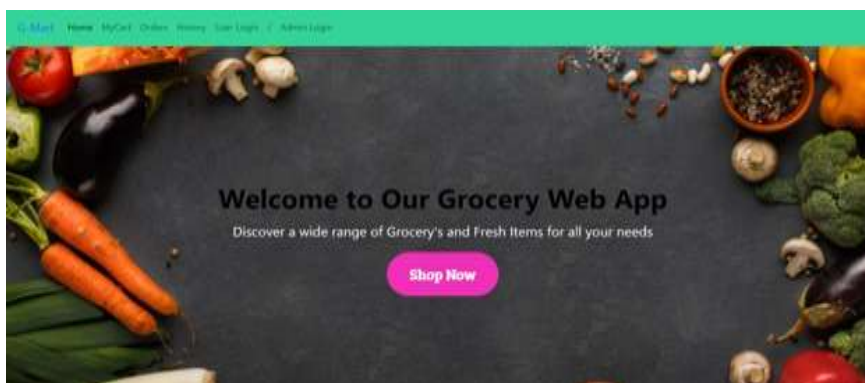 G-Mart Home MyCart Orders History User Login / Admin Login
Welcome to Our Grocery Web App
Discover a wide range of Grocery's and Fresh Items for all your needs
Shop Now